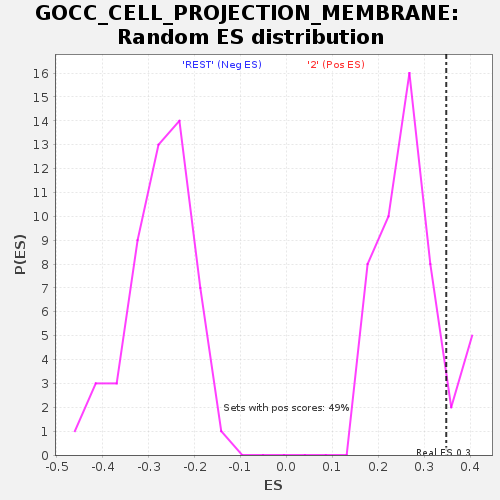 GOCC_CELL_PROJECTION_MEMBRANE:
Random ES distribution
'REST' (Neg ES) '2' (Pos ES)
16
15
14
13
12
11
10
9
8
7
6
5
4
3
2
1
0
P(ES)
Sets with pos scores: 49%
Real ES 0.3
-0.5 -0.4 -0.3 -0.2 -0.1 0.0 0.1 0.2 0.3 0.4
ES